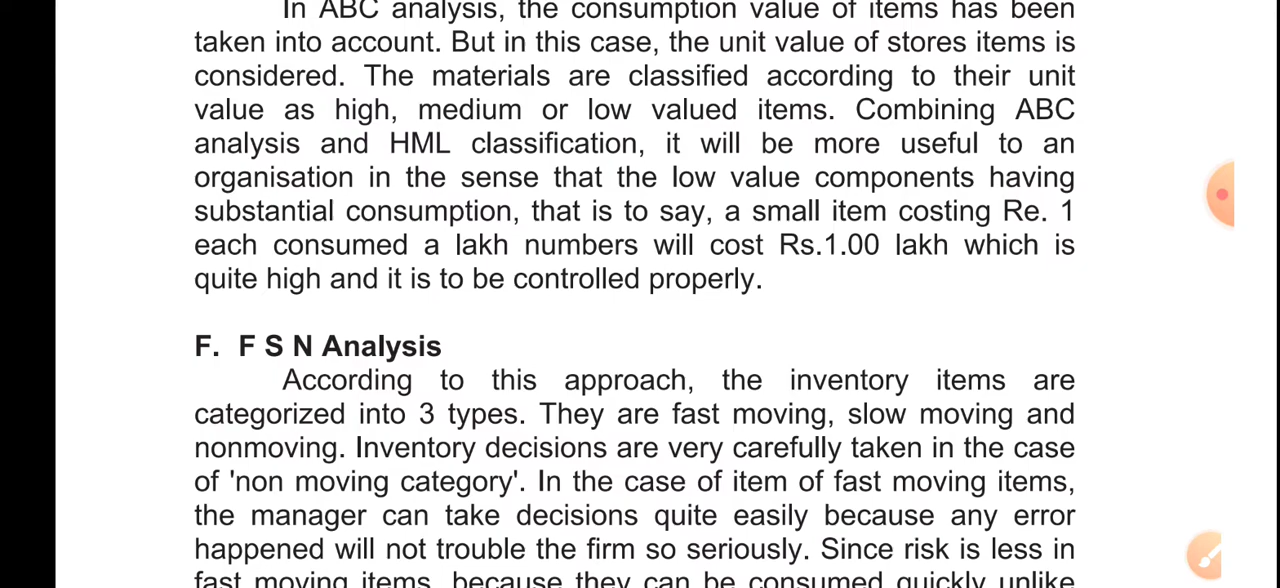 In ABC analysis, the consumption value of items has been
taken into account. But in this case, the unit value of stores items is
considered. The materials are classified according to their unit
value as high, medium or low valued items. Combining ABC
analysis and HML classification, it will be more useful to an
organisation in the sense that the low value components having
substantial consumption, that is to say, a small item costing Re. 1
each consumed a lakh numbers will cost Rs.1.00 lakh which is
quite high and it is to be controlled properly.
F. F S N Analysis
According to this approach, the inventory items are
categorized into 3 types. They are fast moving, slow moving and
nonmoving. Inventory decisions are very carefully taken in the case
of 'non moving category'. In the case of item of fast moving items,
the manager can take decisions quite easily because any error
happened will not trouble the firm so seriously. Since risk is less in
fast moving items, because they can be consumed quickly unlike